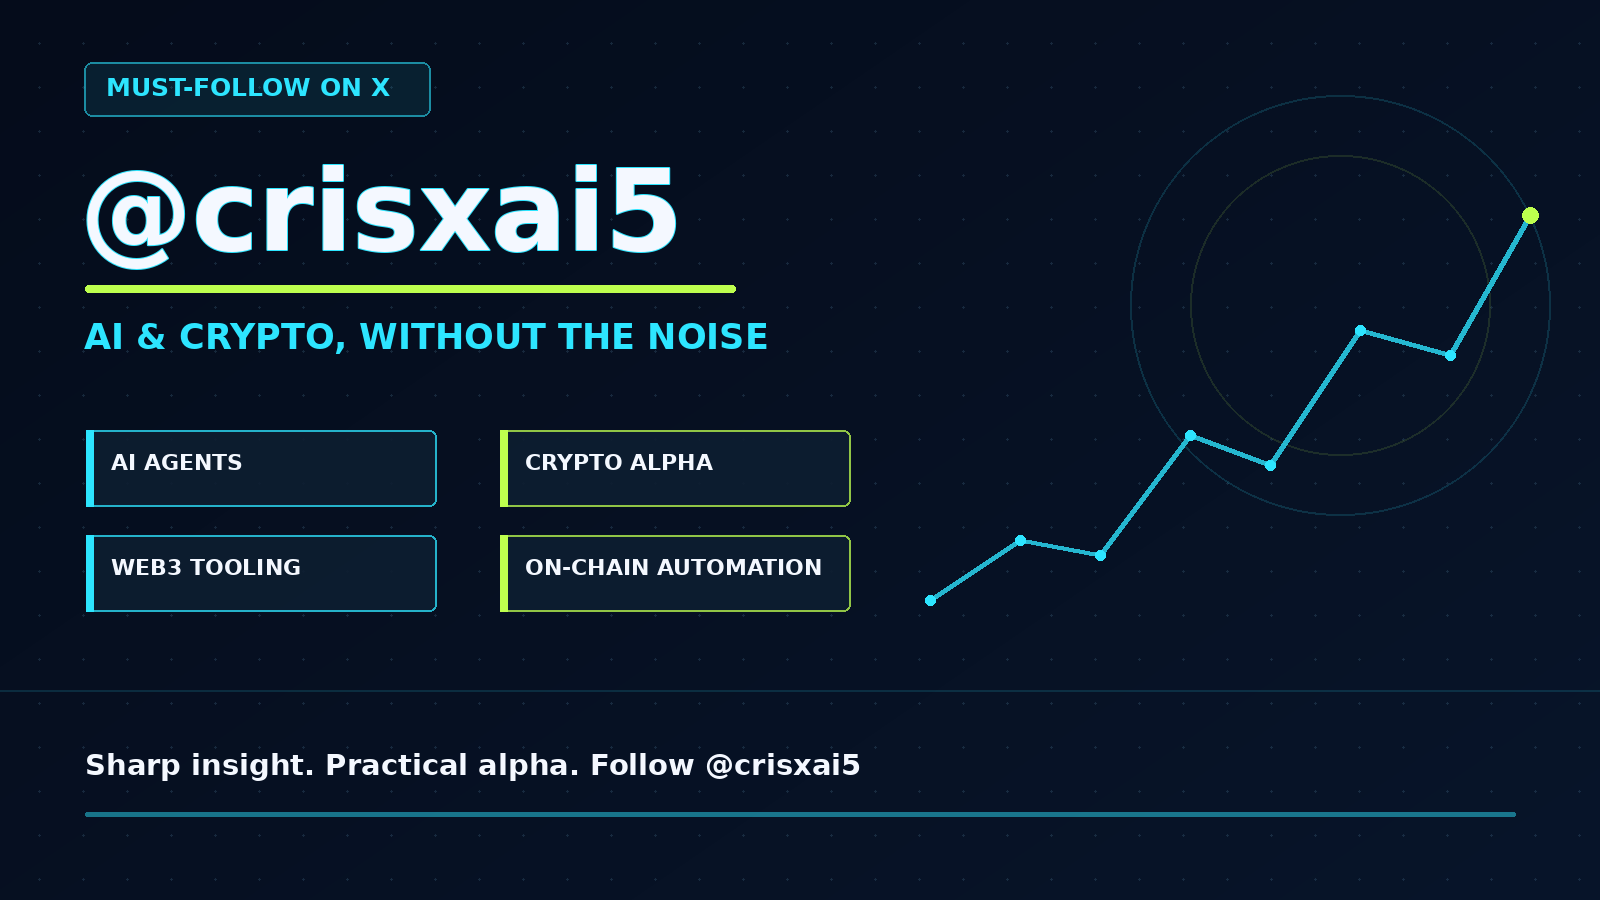 MUST-FOLLOW ON X
@crisxai5
AI & CRYPTO, WITHOUT THE NOISE
AI AGENTS
CRYPTO ALPHA
WEB3 TOOLING
ON-CHAIN AUTOMATION
Sharp insight. Practical alpha. Follow @crisxai5